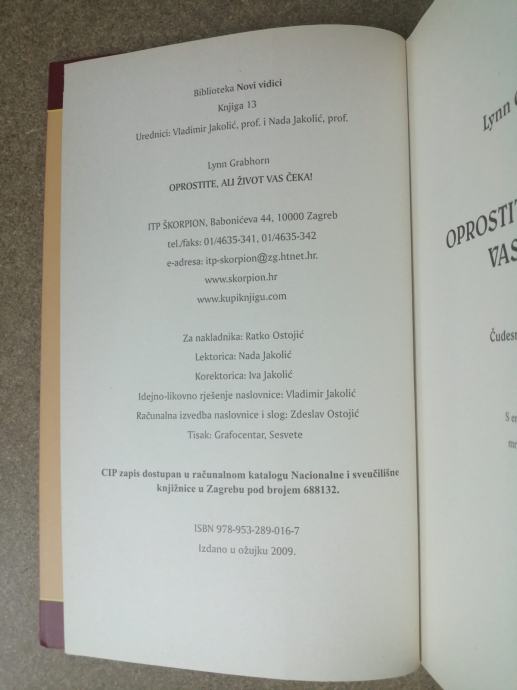 Biblioteka Novi vidici
Knjiga 13
Urednici: Vladimir Jakolić, prof. i Nada Jakolić, prof.
Lynn Grabhorn
OPROSTITE, ALI ŽIVOT VAS ČEKA!
ITP ŠKORPION, Babonićeva 44, 10000 Zagreb
tel./faks: 01/4635-341, 01/4635-342
e-adresa: itp-skorpion@zg.htnet.hr.
www.skorpion.hr
www.kupiknjigu.com
Za nakladnika: Ratko Ostojić
Lektorica: Nada Jakolić
Korektorica: Iva Jakolić
Idejno-likovno rješenje naslovnice: Vladimir Jakolić
Računalna izvedba naslovnice i slog: Zdeslav Ostojić
Tisak: Grafocentar, Sesvete
CIP zapis dostupan u računalnom katalogu Nacionalne i sveučilišne
knjižnice u Zagrebu pod brojem 688132.
ISBN 978-953-289-016-7
Izdano u ožujku 2009.
Lynn
OPROSTIT
VAS
Čudesn